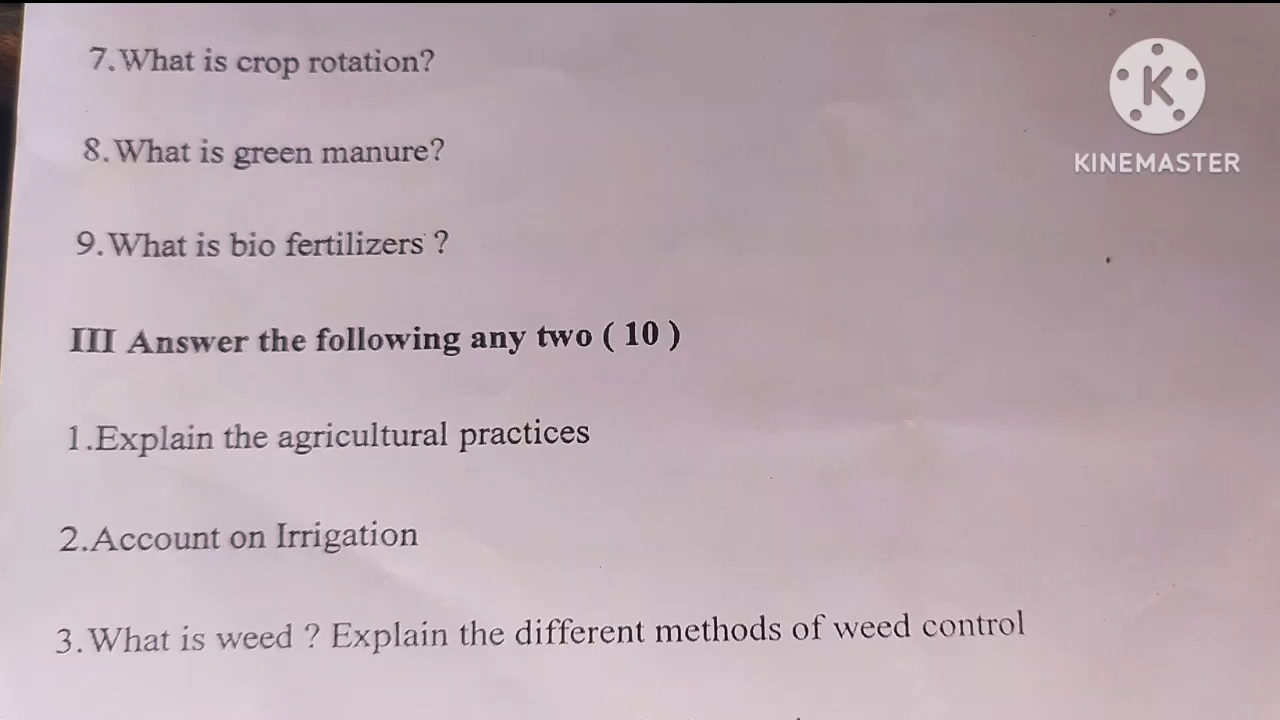 7.What is crop rotation?
8.What is green manure?
9.What is bio fertilizers ?
III Answer the following any two ( 10 )
1.Explain the agricultural practices
2.Account on Irrigation
3.What is weed ? Explain the different methods of weed control
K
KINEMASTER